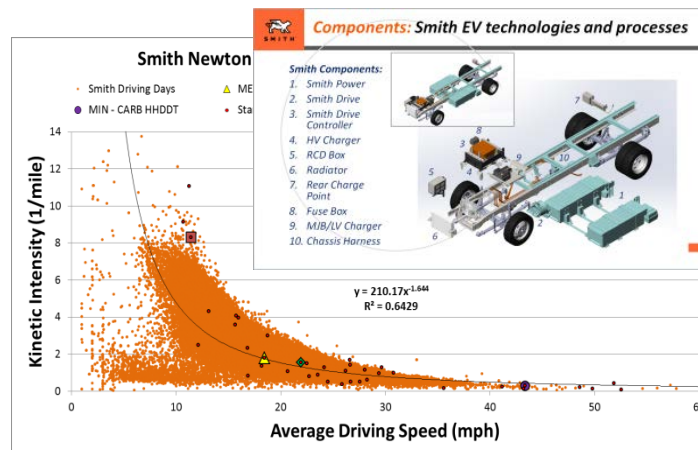 SMITH
Components: Smith EV technologies and processes
Smith Components:
1. Smith Power
2. Smith Drive
3. Smith Drive
Controller
4. HV Charger
5. RCD Box
6. Radiator
7. Rear Charge
Point
8. Fuse Box
9. MJB/LV Charger
10. Chassis Harness
7
8
3
9
4
10
5
1
2
6
Smith Newton
Smith Driving Days
ME
MIN - CARB HHDDT
Sta
Kinetic Intensity (1/mile)
14
12
10
8
6
4
2
0
y = 210.17x^-1.644
R² = 0.6429
0
10
20
30
40
50
Average Driving Speed (mph)